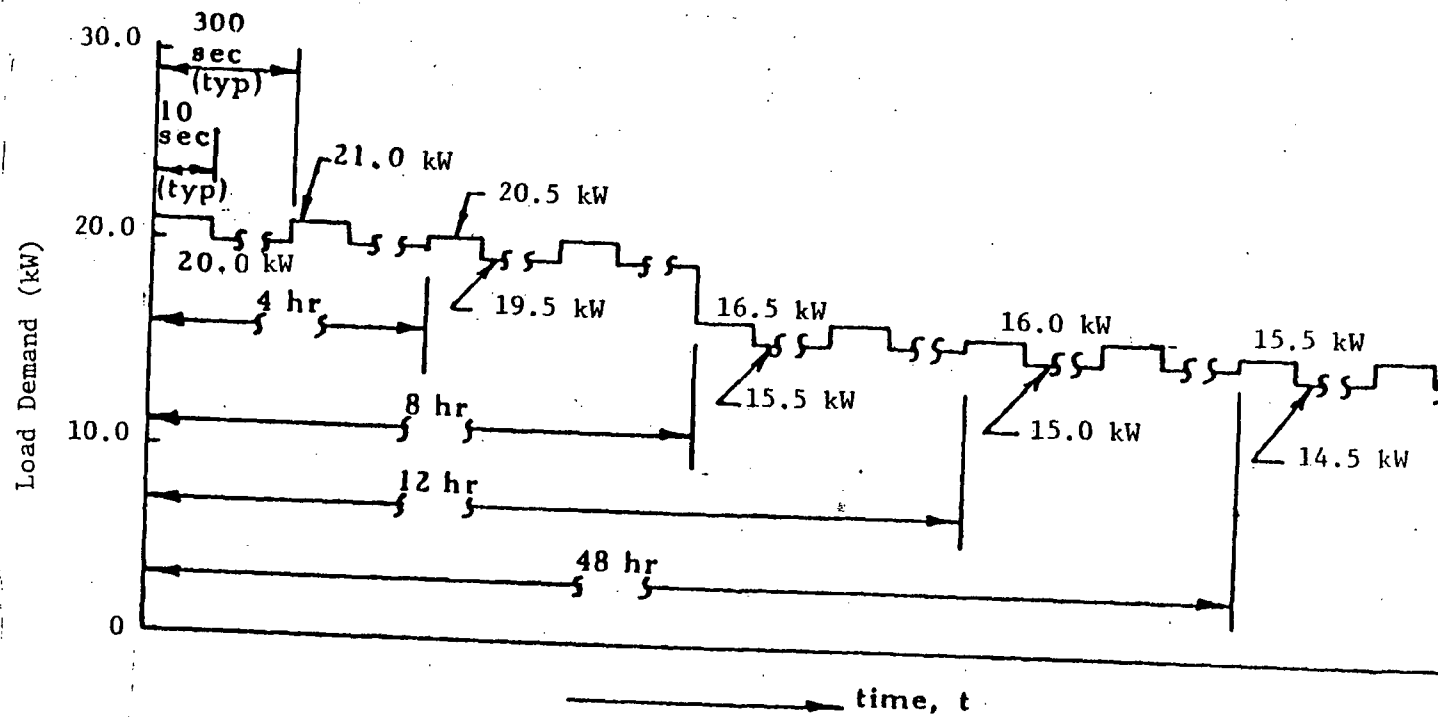 30.0
300
sec
(typ)
10
sec
(typ)
21.0 kW
20.5 kW
20.0
20.0 kW
19.5 kW
4 hr
16.5 kW
16.0 kW
15.5 kW
15.5 kW
15.0 kW
14.5 kW
8 hr
10.0
12 hr
48 hr
0
Load Demand (kW)
time, t